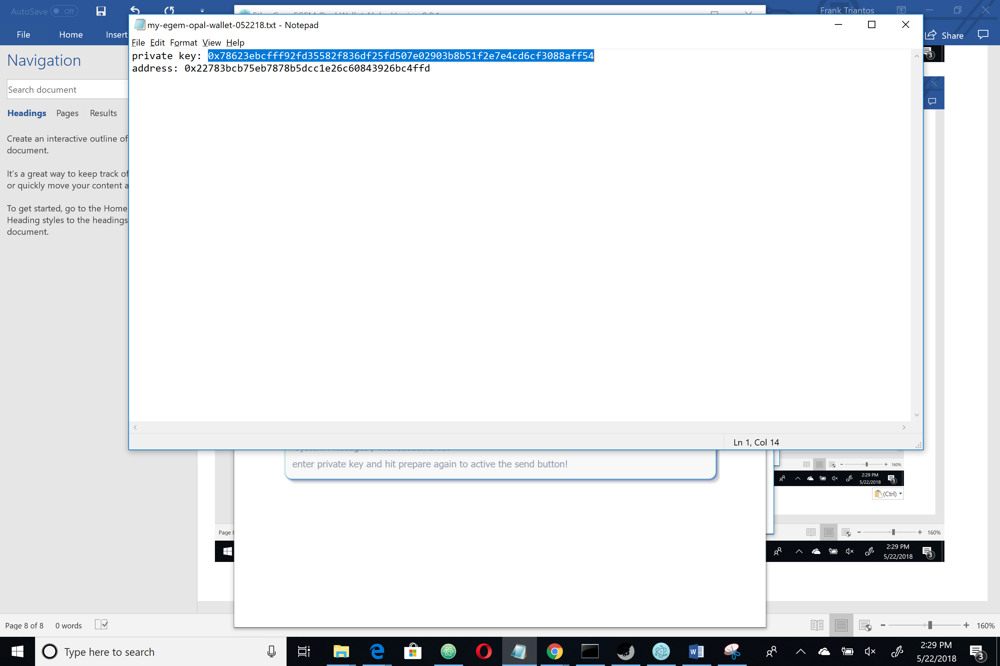 AutoSave Off
Frank Triantos
File Home Insert
Share
my-egem-opal-wallet-052218.txt - Notepad
File Edit Format View Help
private key: 0x78623ebcfff92fd35582f836df25fd507e02903b8b51f2e7e4cd6cf3088aff54
address: 0x22783bcb75eb7878b5dcc1e26c60843926bc4ffd
Navigation
Search document
Headings Pages Results
Create an interactive outline of
document.
It's a great way to keep track of
or quickly move your content a
To get started, go to the Home
Heading styles to the headings
document.
3
Ln 1, Col 14
enter private key and hit prepare again to active the send button!
160%
2:29 PM
5/22/2018
3
(Ctrl)
Page 8
160%
2:29 PM
5/22/2018
3
Page 8 of 8 0 words
160%
Type here to search
2:29 PM
5/22/2018
3